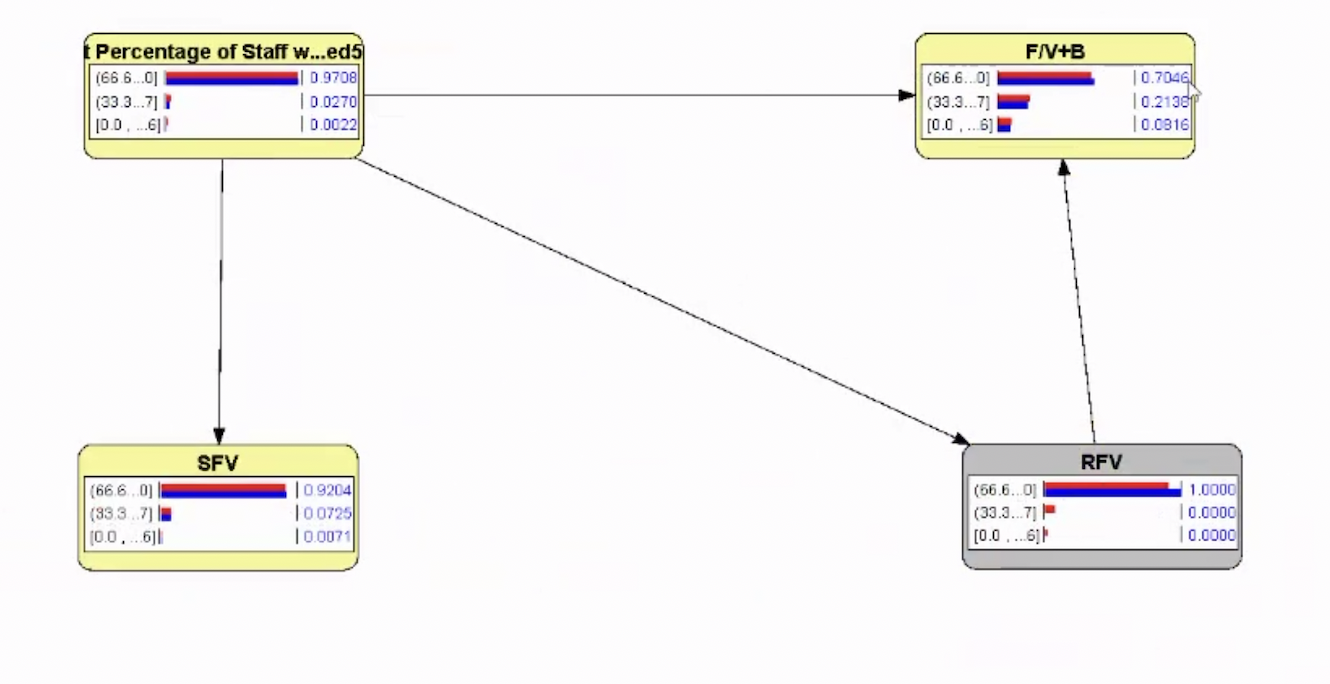 t Percentage of Staff w...ed5
(66.6...0] 0.9708
(33.3...7] 0.0270
[0.0 , ...6] 0.0022
F/V+B
(66.6...0] 0.7046
(33.3...7] 0.2138
[0.0 , ...6] 0.0816
SFV
(66.6...0] 0.9204
(33.3...7] 0.0725
[0.0 , ...6] 0.0071
RFV
(66.6...0] 1.0000
(33.3...7] 0.0000
[0.0 , ...6] 0.0000